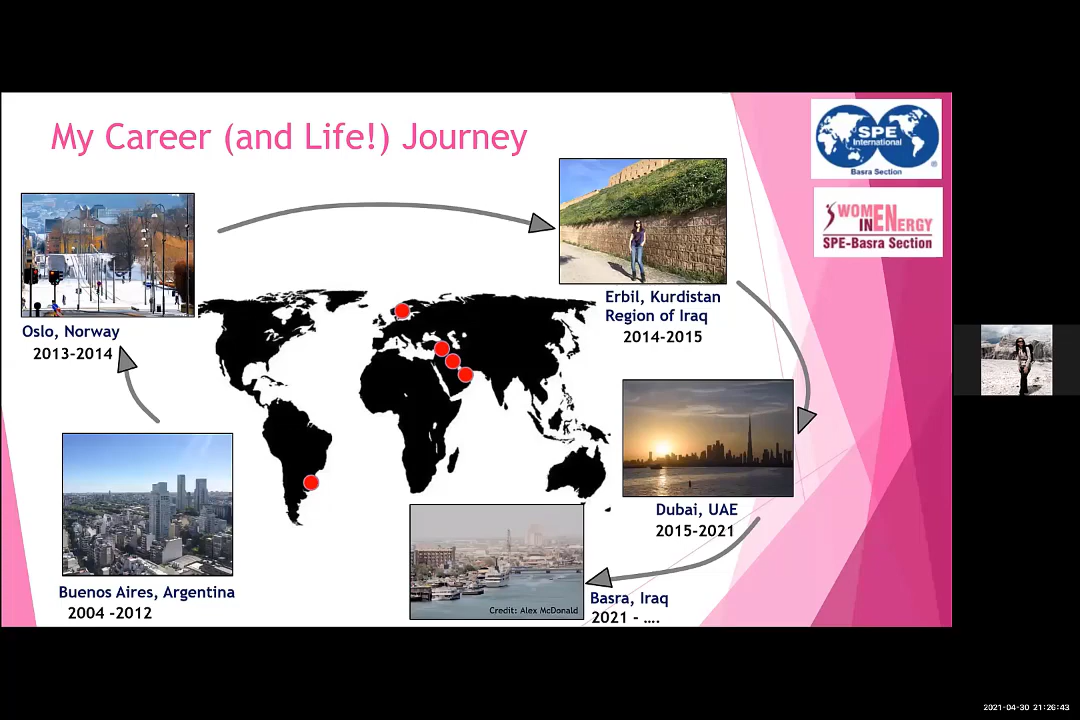 My Career (and Life!) Journey
SPE
International
®
Basra Section
WOMEN
IN ENERGY
SPE-Basra Section
Oslo, Norway
2013-2014
Erbil, Kurdistan
Region of Iraq
2014-2015
Dubai, UAE
2015-2021
Buenos Aires, Argentina
2004 -2012
Credit: Alex McDonald
Basra, Iraq
2021 - ....
2021-04-30 21:26:43